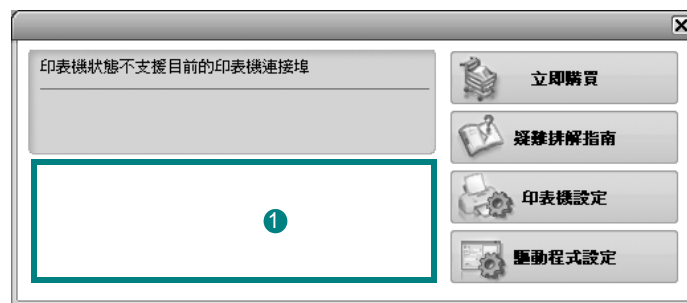 印表機狀態不支援目前的印表機連接埠
立即購買
疑難排解指南
印表機設定
驅動程式設定
1